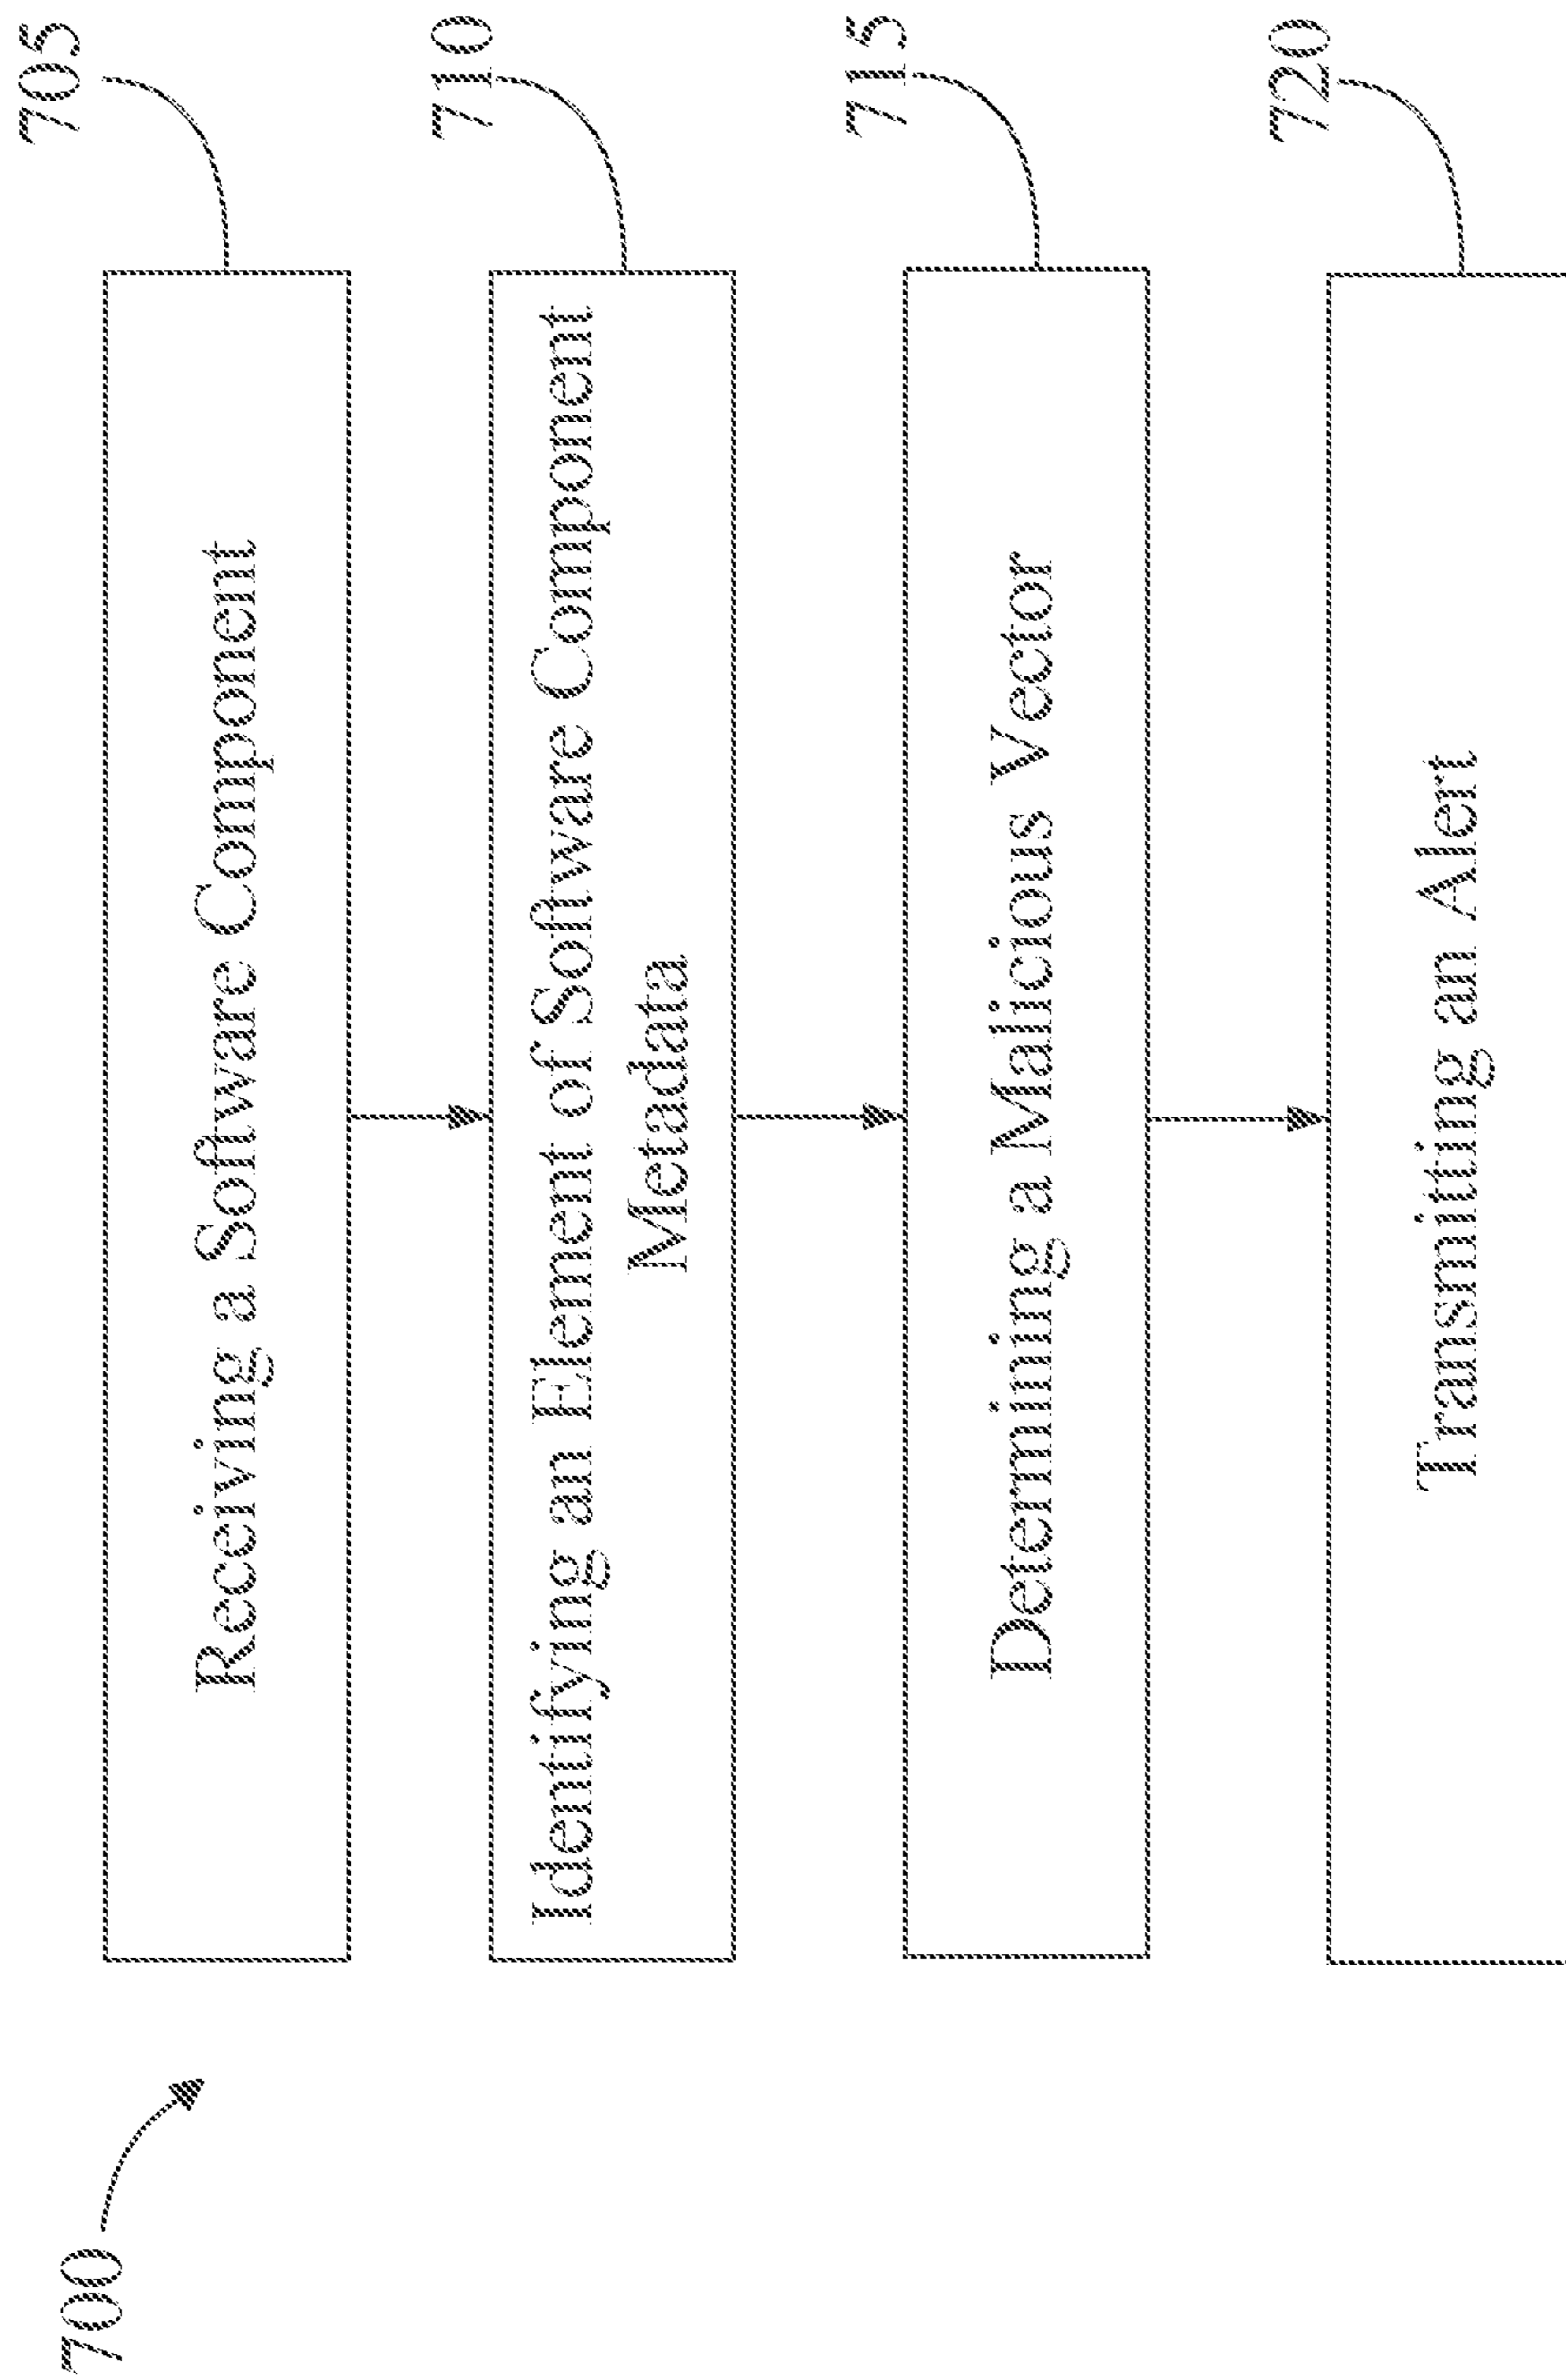 700
705
Receiving a Software Component
710
Identifying an Element of Software Component
Metadata
715
Determining a Malicious Vector
720
Transmitting an Alert